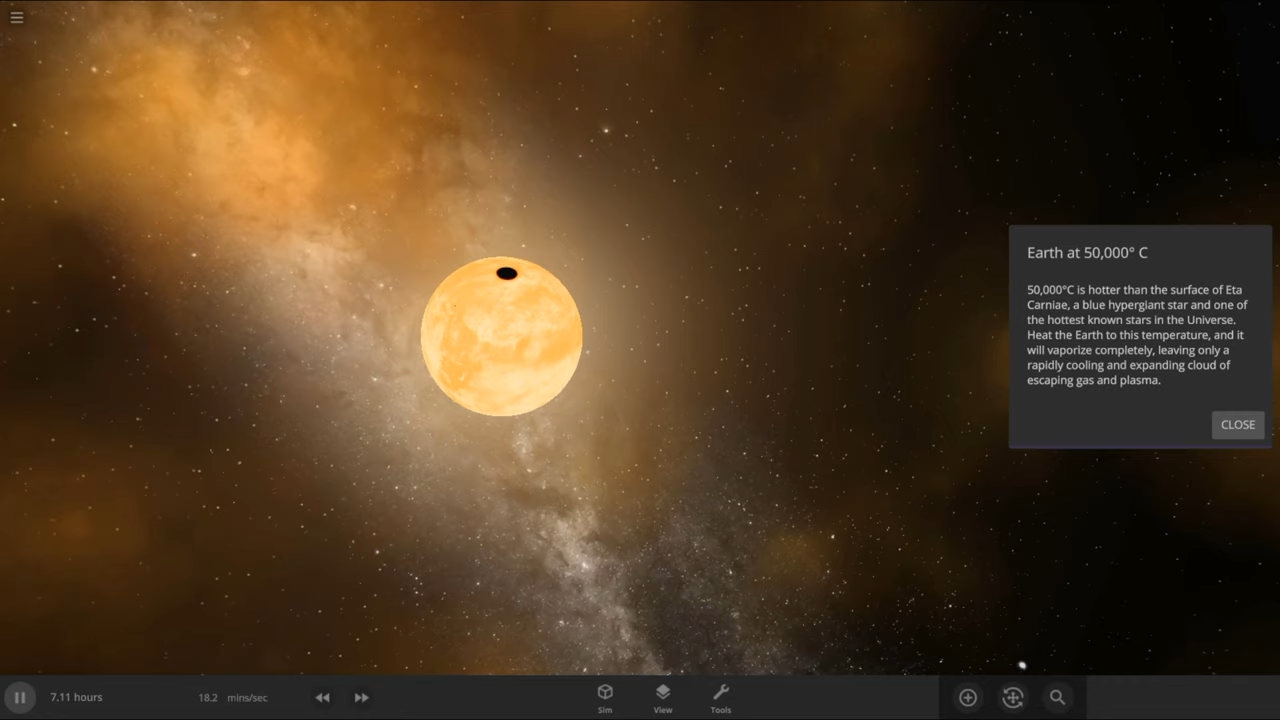 Earth at 50,000° C
50,000°C is hotter than the surface of Eta
Carniae, a blue hypergiant star and one of
the hottest known stars in the Universe.
Heat the Earth to this temperature, and it
will vaporize completely, leaving only a
rapidly cooling and expanding cloud of
escaping gas and plasma.
CLOSE
7.11 hours
18.2 mins/sec
Sim
View
Tools